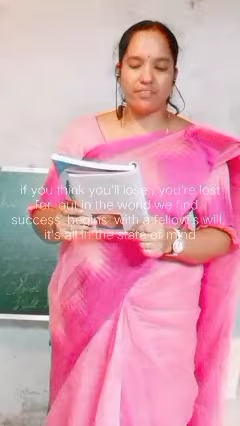 if you think you'll lose , you're lost
For  out in the world we find,
success  begins  with a fellow's will,
it's all in the state of mind